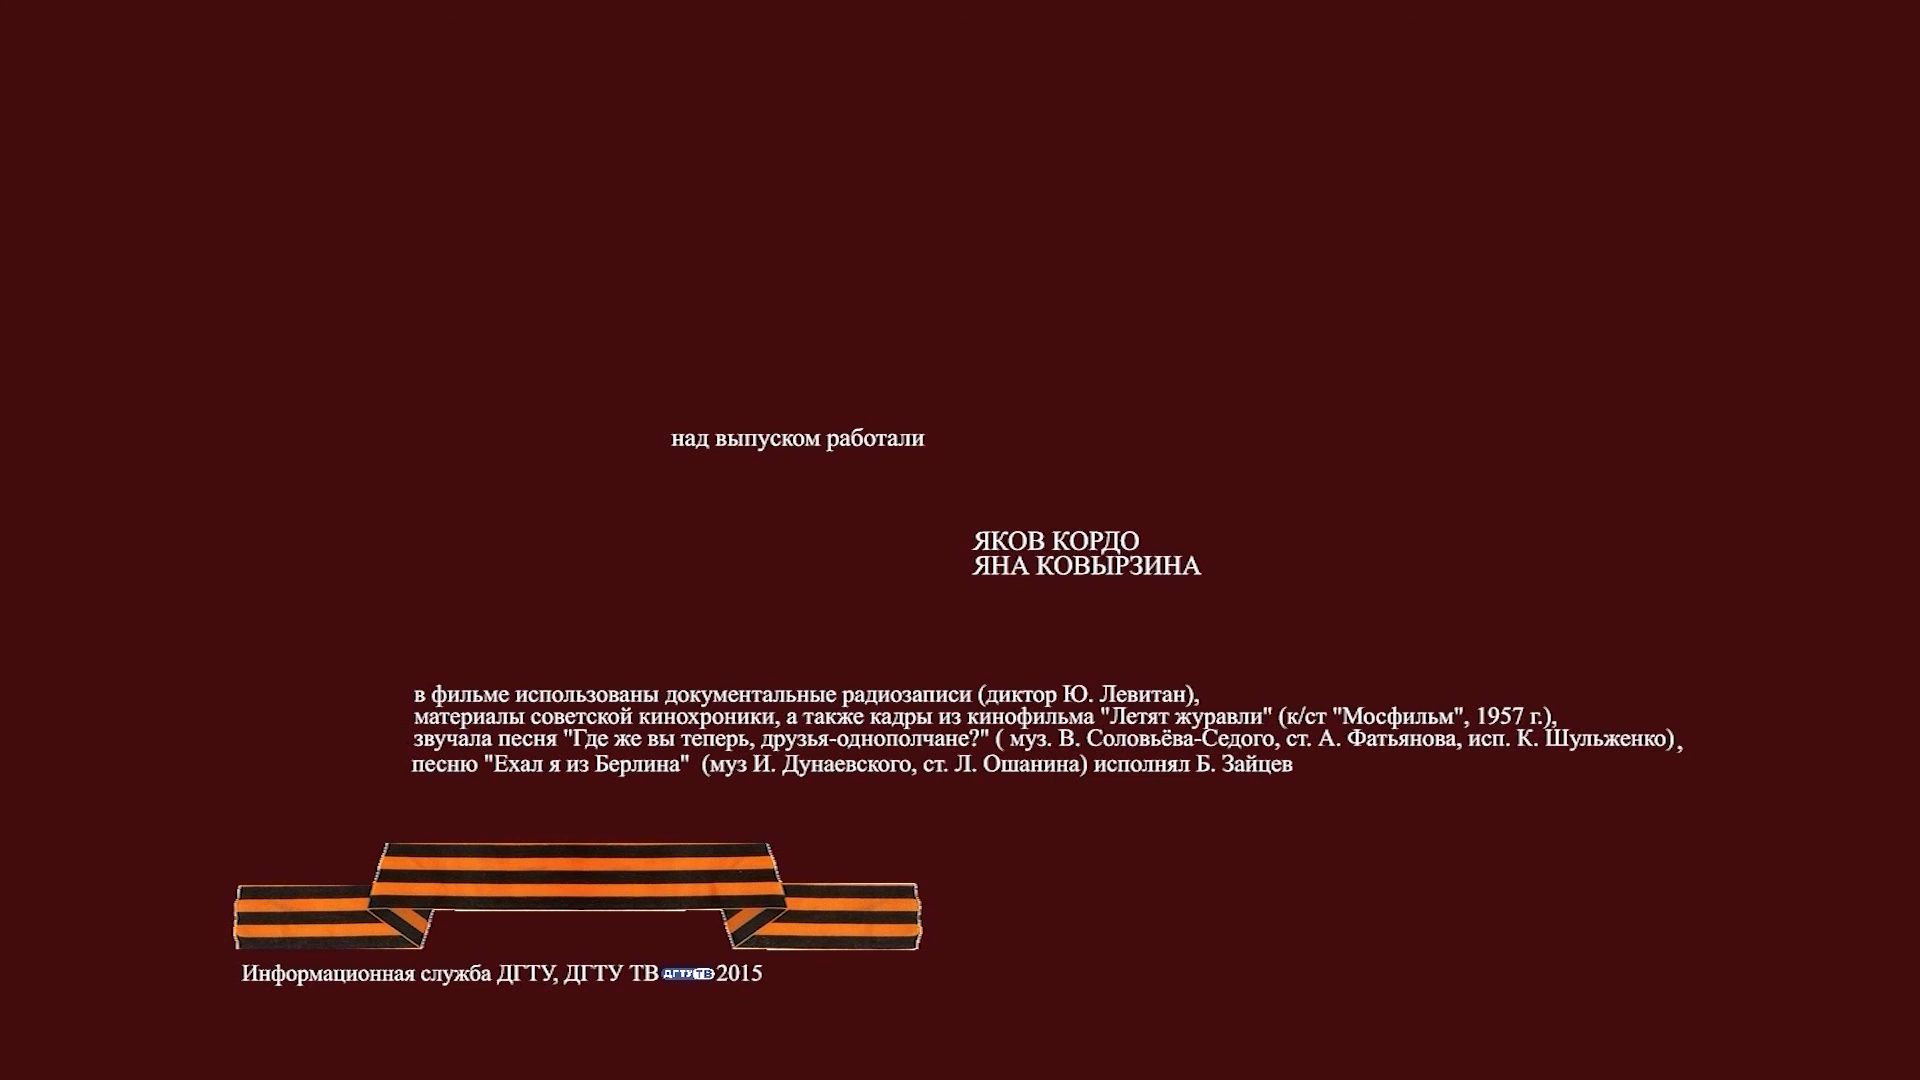 над выпуском работали
ЯКОВ КОРДО
ЯНА КОВЫРЗИНА
в фильме использованы документальные радиозаписи (диктор Ю. Левитан),
материалы советской кинохроники, а также кадры из кинофильма "Летят журавли" (к/ст "Мосфильм", 1957 г.),
звучала песня "Где же вы теперь, друзья-однополчане?" ( муз. В. Соловьёва-Седого, ст. А. Фатьянова, исп. К. Шульженко),
песню "Ехал я из Берлина" (муз И. Дунаевского, ст. Л. Ошанина) исполнял Б. Зайцев
Информационная служба ДГТУ, ДГТУ ТВ ДГТУ ТВ 2015